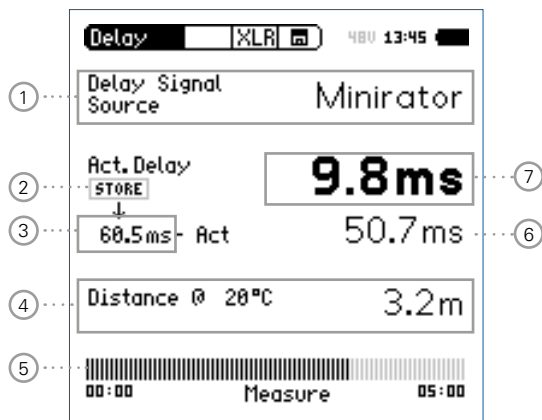 Delay XLR 48V 13:45
1 Delay Signal Source Minirator
Act. Delay 9.8ms 7
2 STORE
3 60.5ms - Act 50.7ms 6
4 Distance @ 20°C 3.2m
5
00:00 Measure 05:00